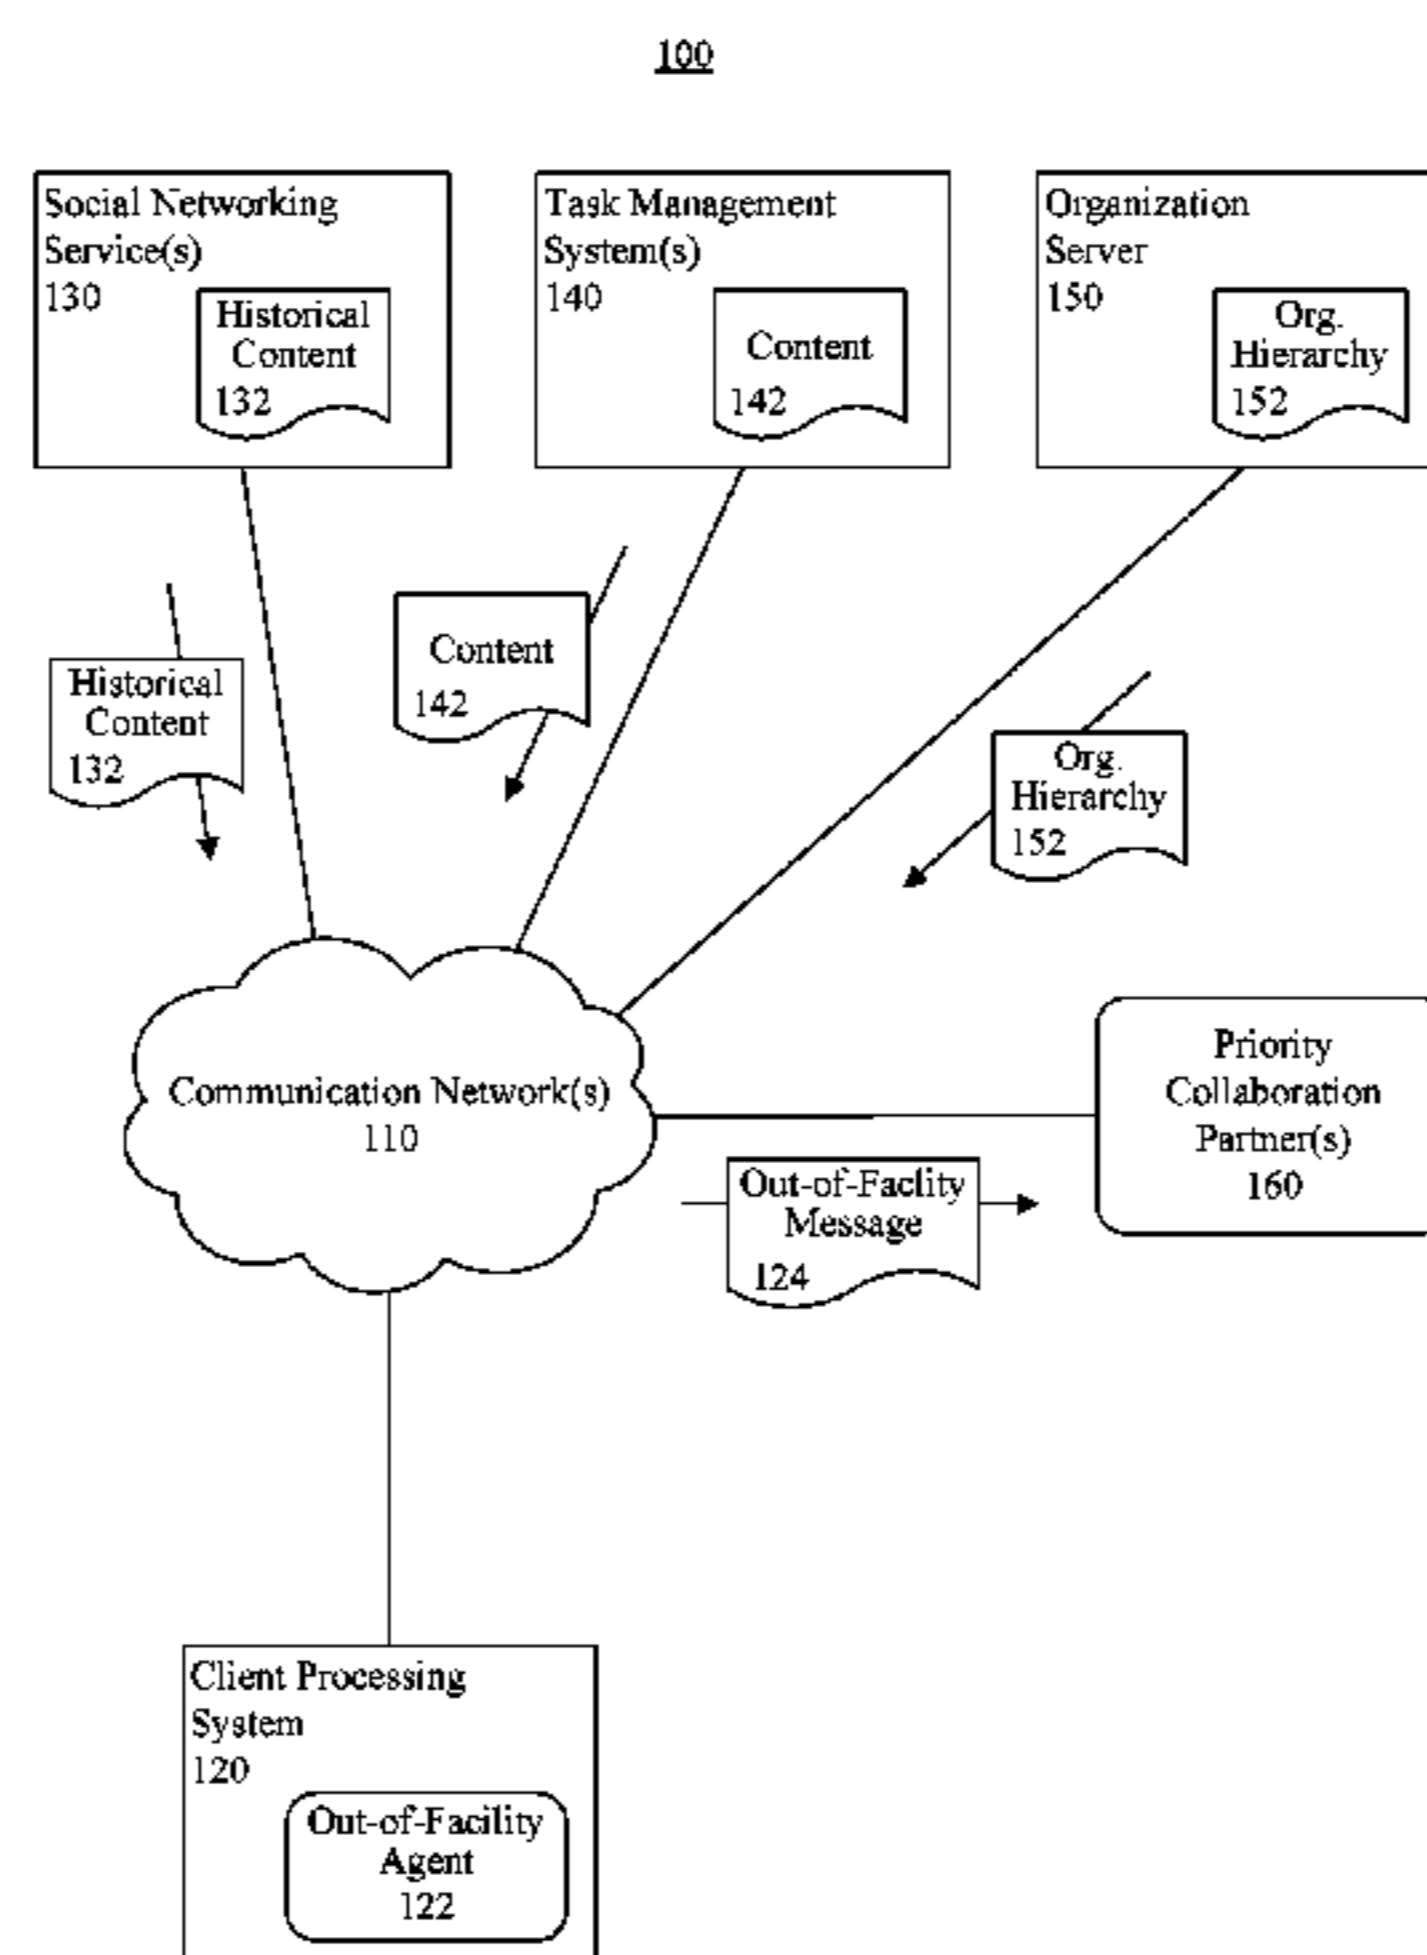 100
Social Networking
Service(s)
130
Historical
Content
132
Task Management
System(s)
140
Content
142
Organization
Server
150
Org.
Hierarchy
152
Historical
Content
132
Content
142
Org.
Hierarchy
152
Communication Network(s)
110
Priority
Collaboration
Partner(s)
160
Out-of-Faclity
Message
124
Client Processing
System
120
Out-of-Facility
Agent
122